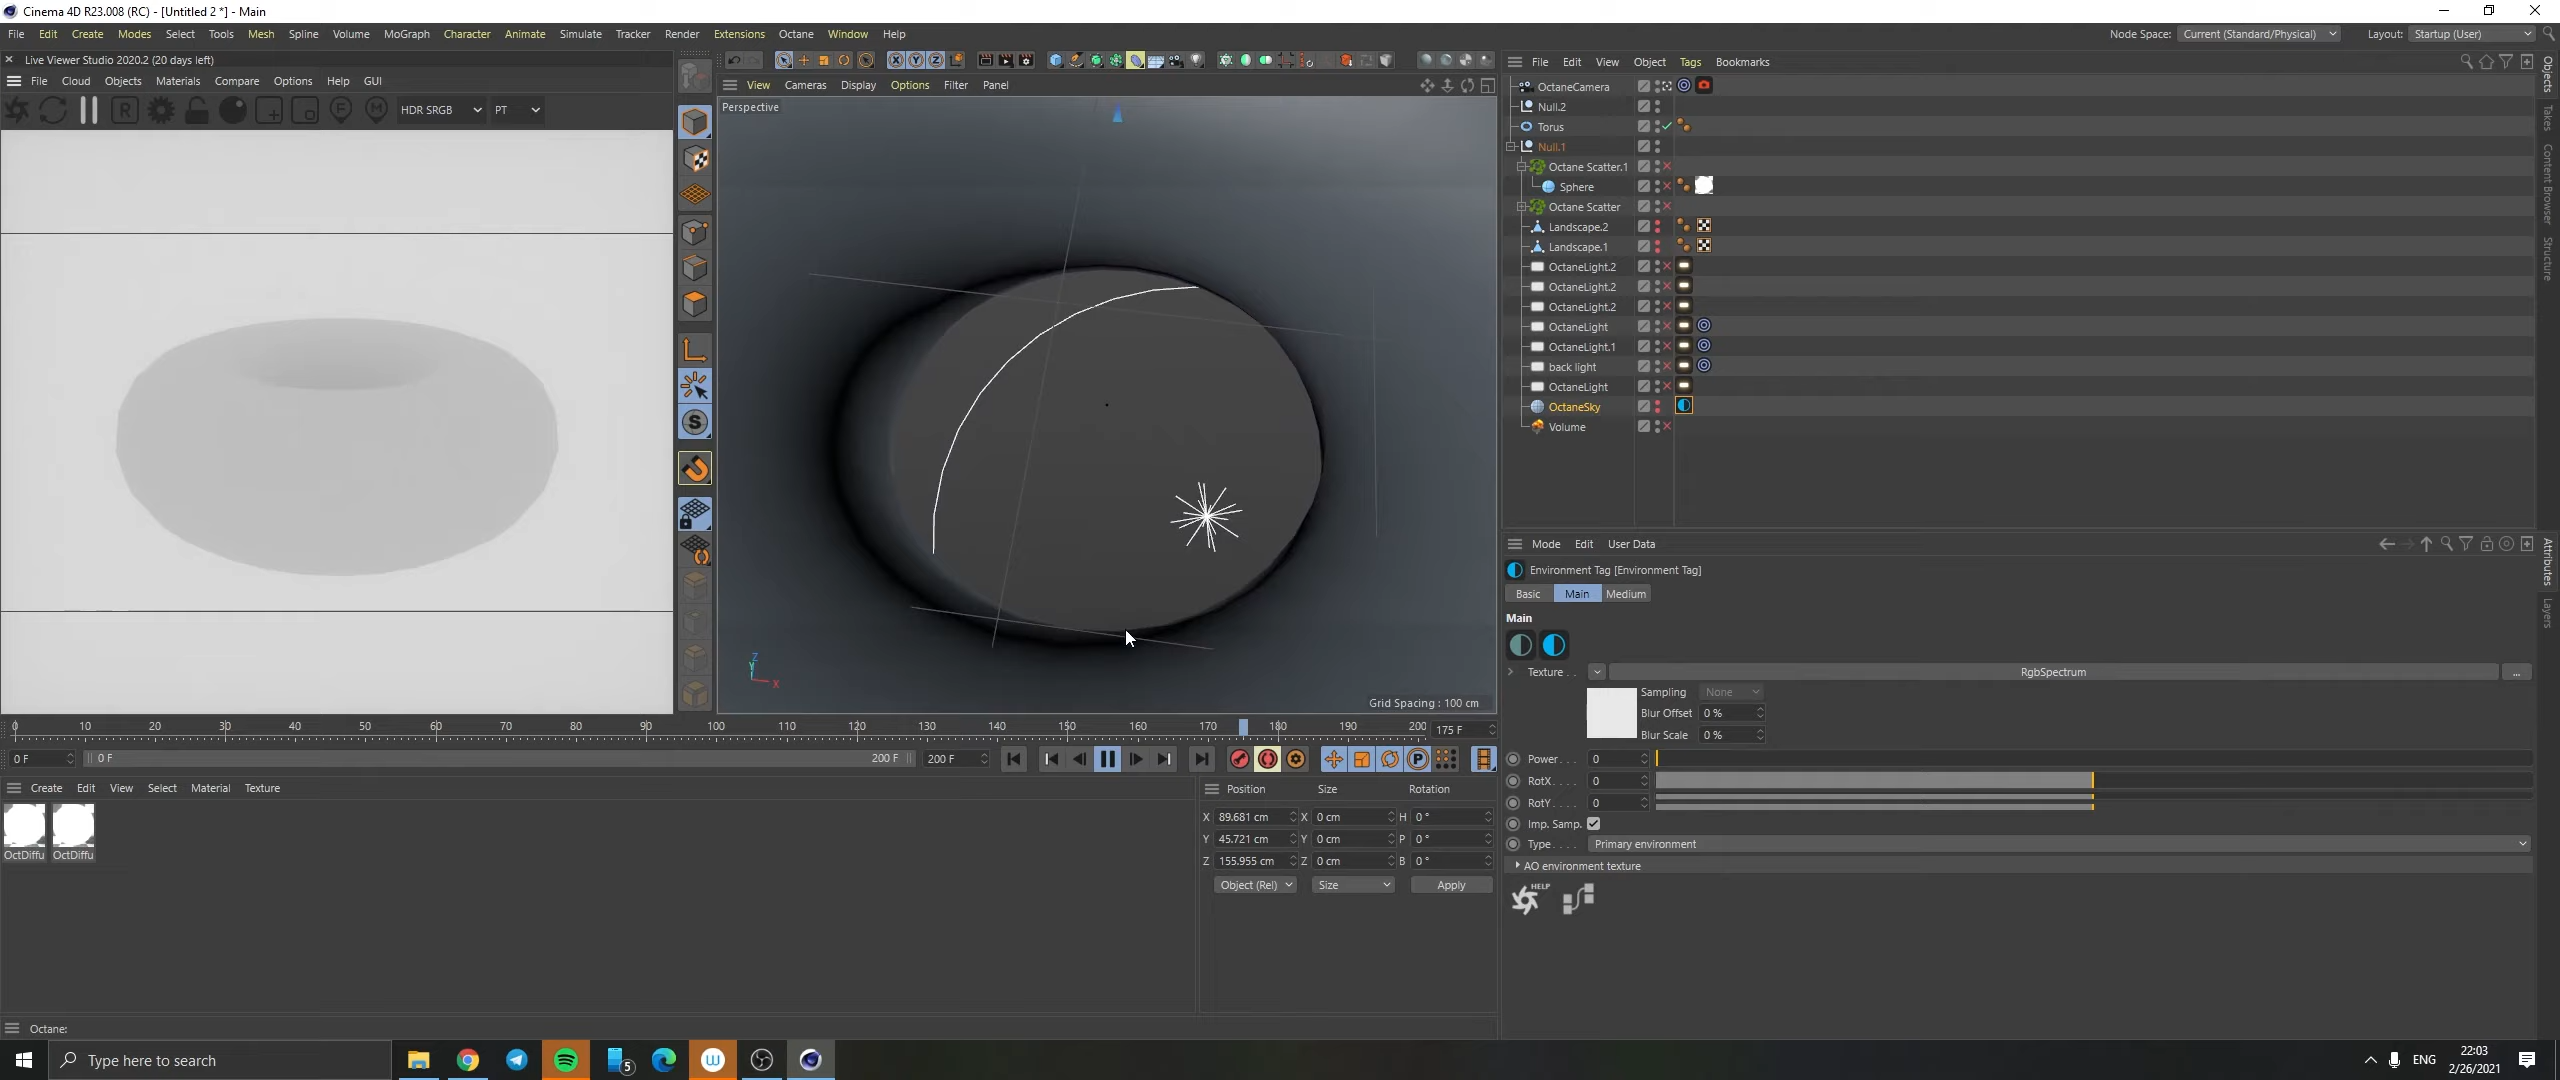 Cinema 4D R23.008 (RC) - [Untitled 2 *] - Main
File Edit Create Modes Select Tools Mesh Spline Volume MoGraph Character Animate Simulate Tracker Render Extensions Octane Window Help
Node Space: Current (Standard/Physical) Layout: Startup (User)
Live Viewer Studio 2020.2 (20 days left)
File Cloud Objects Materials Compare Options Help GUI
HDR SRGB PT
View Cameras Display Options Filter Panel
Perspective
Grid Spacing : 100 cm
File Edit View Object Tags Bookmarks
OctaneCamera
Null.2
Torus
Null.1
Octane Scatter.1
Sphere
Octane Scatter
Landscape.2
Landscape.1
OctaneLight.2
OctaneLight.2
OctaneLight.2
OctaneLight
OctaneLight.1
back light
OctaneLight
OctaneSky
Volume
Objects
Takes
Content Browser
Structure
Mode Edit User Data
Environment Tag [Environment Tag]
Basic Main Medium
Main
Texture . . RgbSpectrum ...
Sampling None
Blur Offset 0 %
Blur Scale 0 %
Power. . . 0
RotX. . . . 0
RotY. . . . 0
Imp. Samp.
Type. . . . Primary environment
AO environment texture
HELP
Attributes
Layers
0 10 20 30 40 50 60 70 80 90 100 110 120 130 140 150 160 170 180 190 200 175 F
0 F 0 F 200 F 200 F
Create Edit View Select Material Texture
OctDiffu OctDiffu
Position Size Rotation
X 89.681 cm X 0 cm H 0 °
Y 45.721 cm Y 0 cm P 0 °
Z 155.955 cm Z 0 cm B 0 °
Object (Rel) Size Apply
Octane:
Type here to search
5
ENG
22:03
2/26/2021